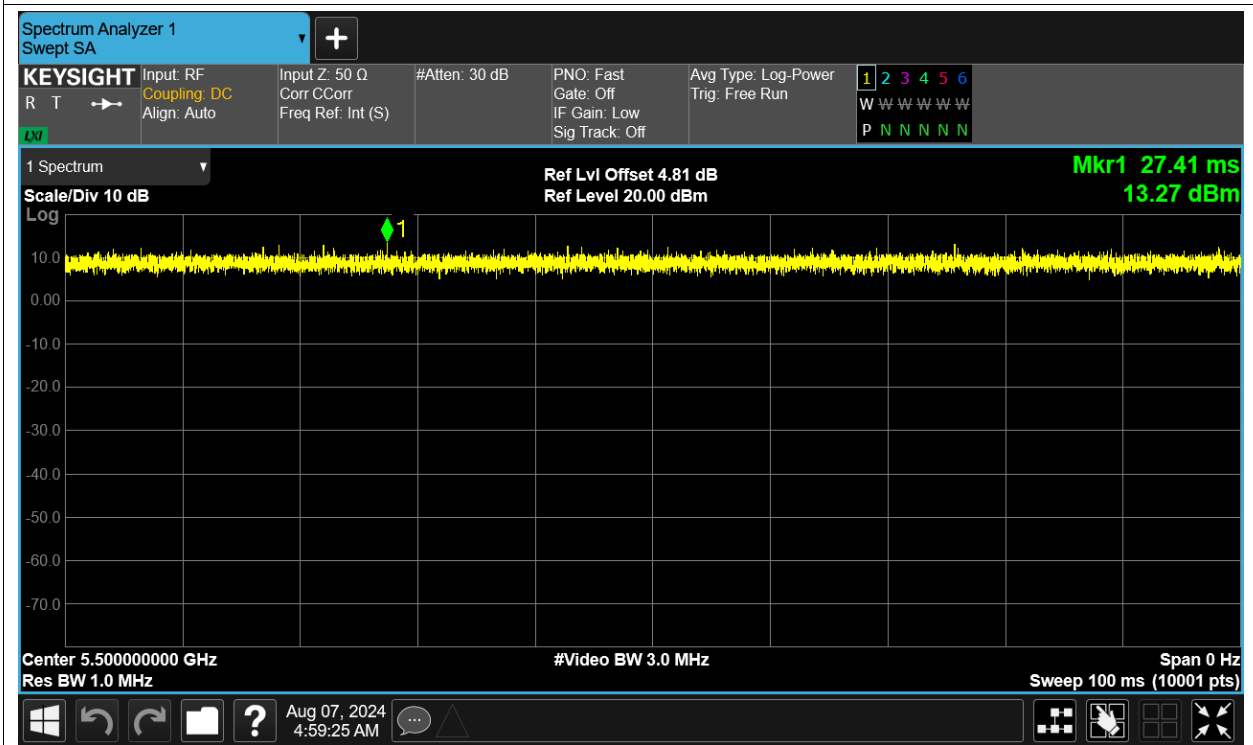 Spectrum Analyzer 1
Swept SA
KEYSIGHT Input: RF Input Z: 50 Ω #Atten: 30 dB PNO: Fast Avg Type: Log-Power 1 2 3 4 5 6
R T Coupling: DC Corr CCorr Gate: Off Trig: Free Run W W W W W W
Align: Auto Freq Ref: Int (S) IF Gain: Low
LXI Sig Track: Off P N N N N N
1 Spectrum Ref Lvl Offset 4.81 dB Mkr1 27.41 ms
Scale/Div 10 dB Ref Level 20.00 dBm 13.27 dBm
Log
1
10.0
0.00
-10.0
-20.0
-30.0
-40.0
-50.0
-60.0
-70.0
Center 5.500000000 GHz #Video BW 3.0 MHz Span 0 Hz
Res BW 1.0 MHz Sweep 100 ms (10001 pts)
? Aug 07, 2024
4:59:25 AM